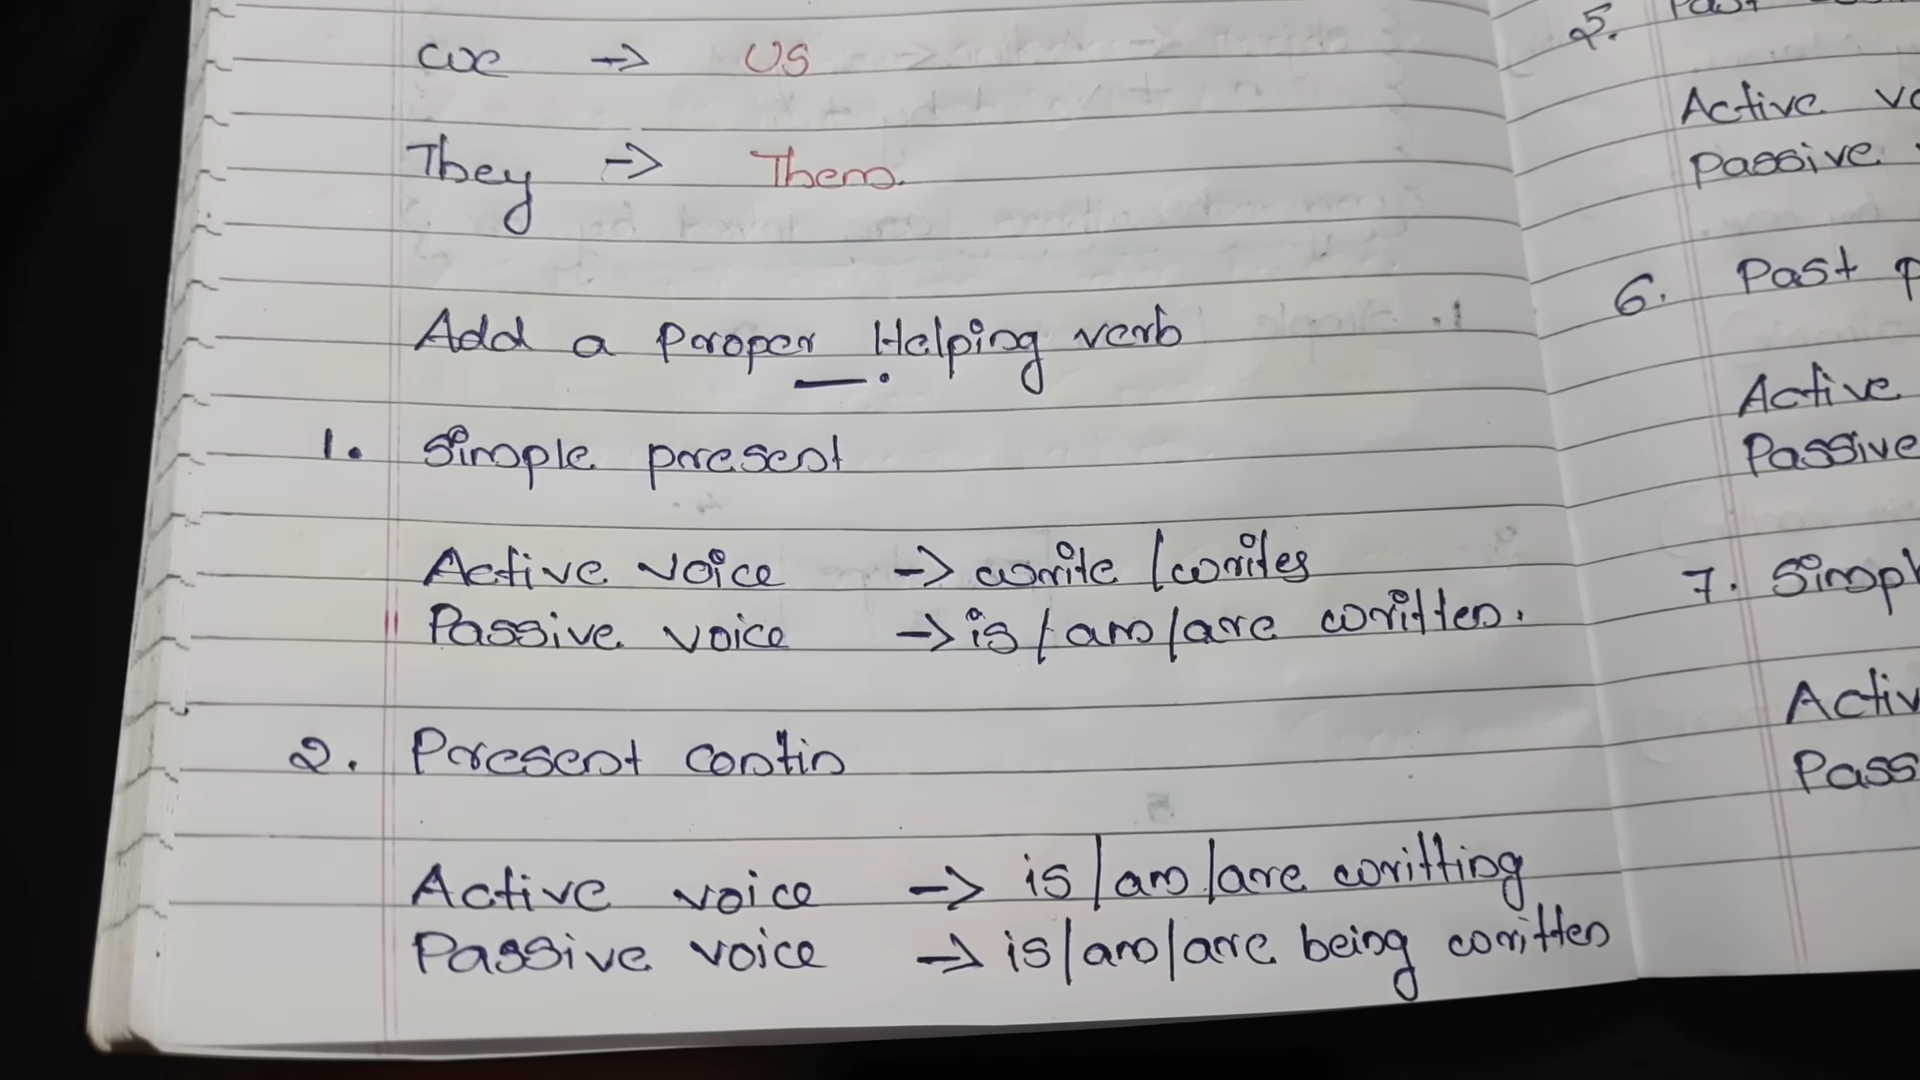 we → us
They → Them.
Add a Proper Helping verb
1. Simple present
Active voice → write / writes
Passive voice → is / am / are written.
2. Present contin
Active voice → is / am / are writting
Passive voice → is / am / are being written
5. Past
Active vo
Passive
6. Past p
Active
Passive
7. Simpl
Activ
Pass